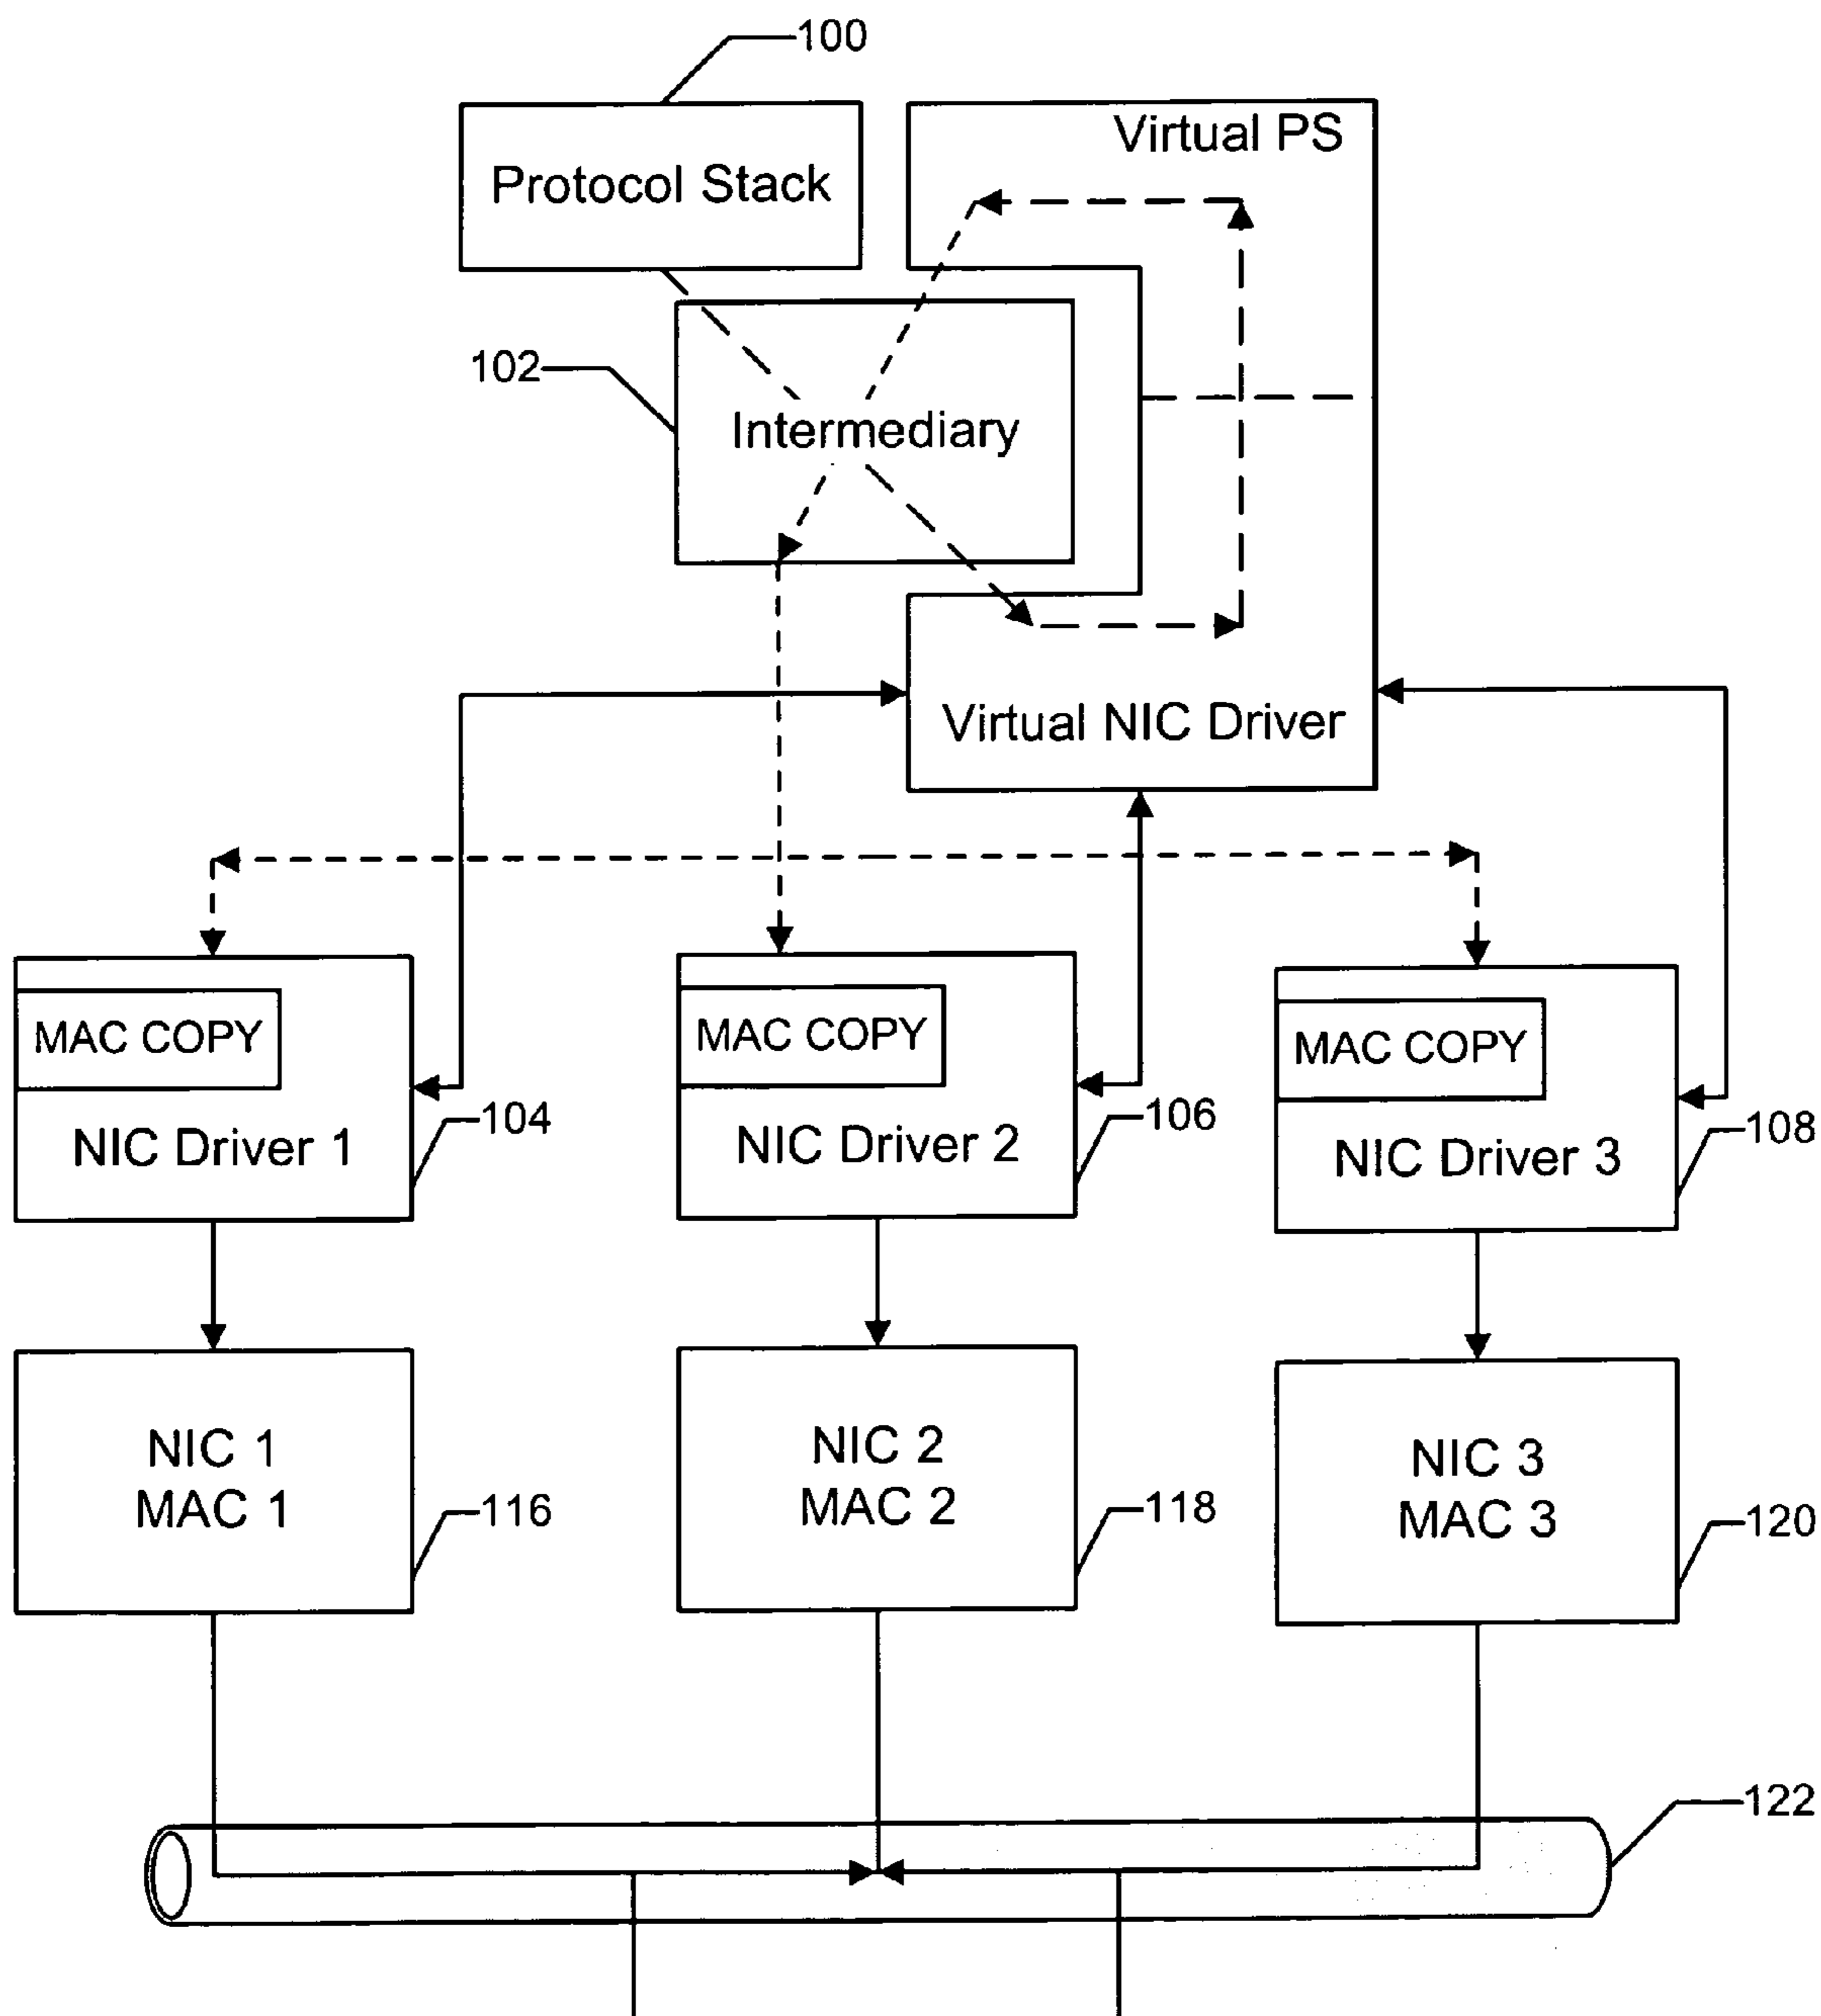 100
Protocol Stack
Virtual PS
102
Intermediary
Virtual NIC Driver
MAC COPY
NIC Driver 1
104
MAC COPY
NIC Driver 2
106
MAC COPY
NIC Driver 3
108
NIC 1
MAC 1
116
NIC 2
MAC 2
118
NIC 3
MAC 3
120
122